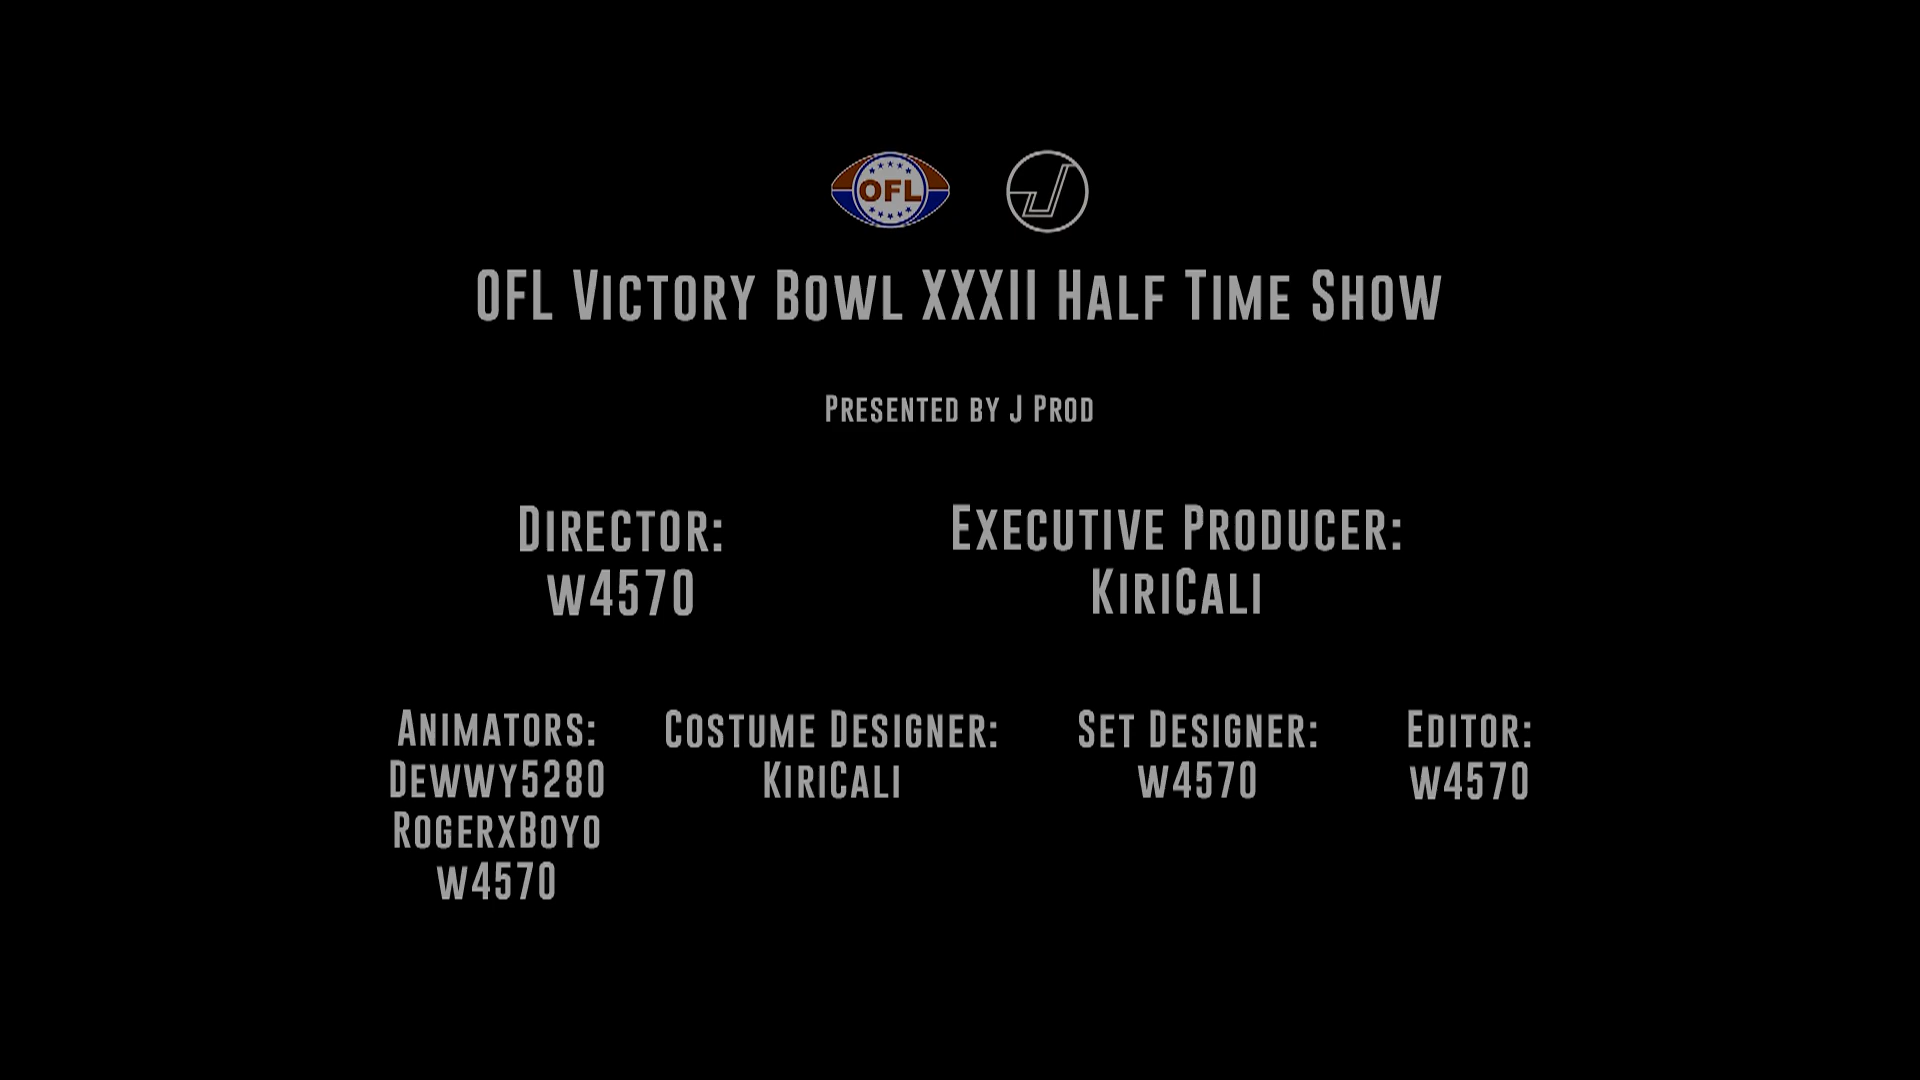 OFL
J
OFL Victory Bowl XXXII Half Time Show
Presented by J Prod
Director:
w4570
Executive Producer:
KiriCali
Animators:
Dewwy5280
RogerxBoyo
w4570
Costume Designer:
KiriCali
Set Designer:
w4570
Editor:
w4570